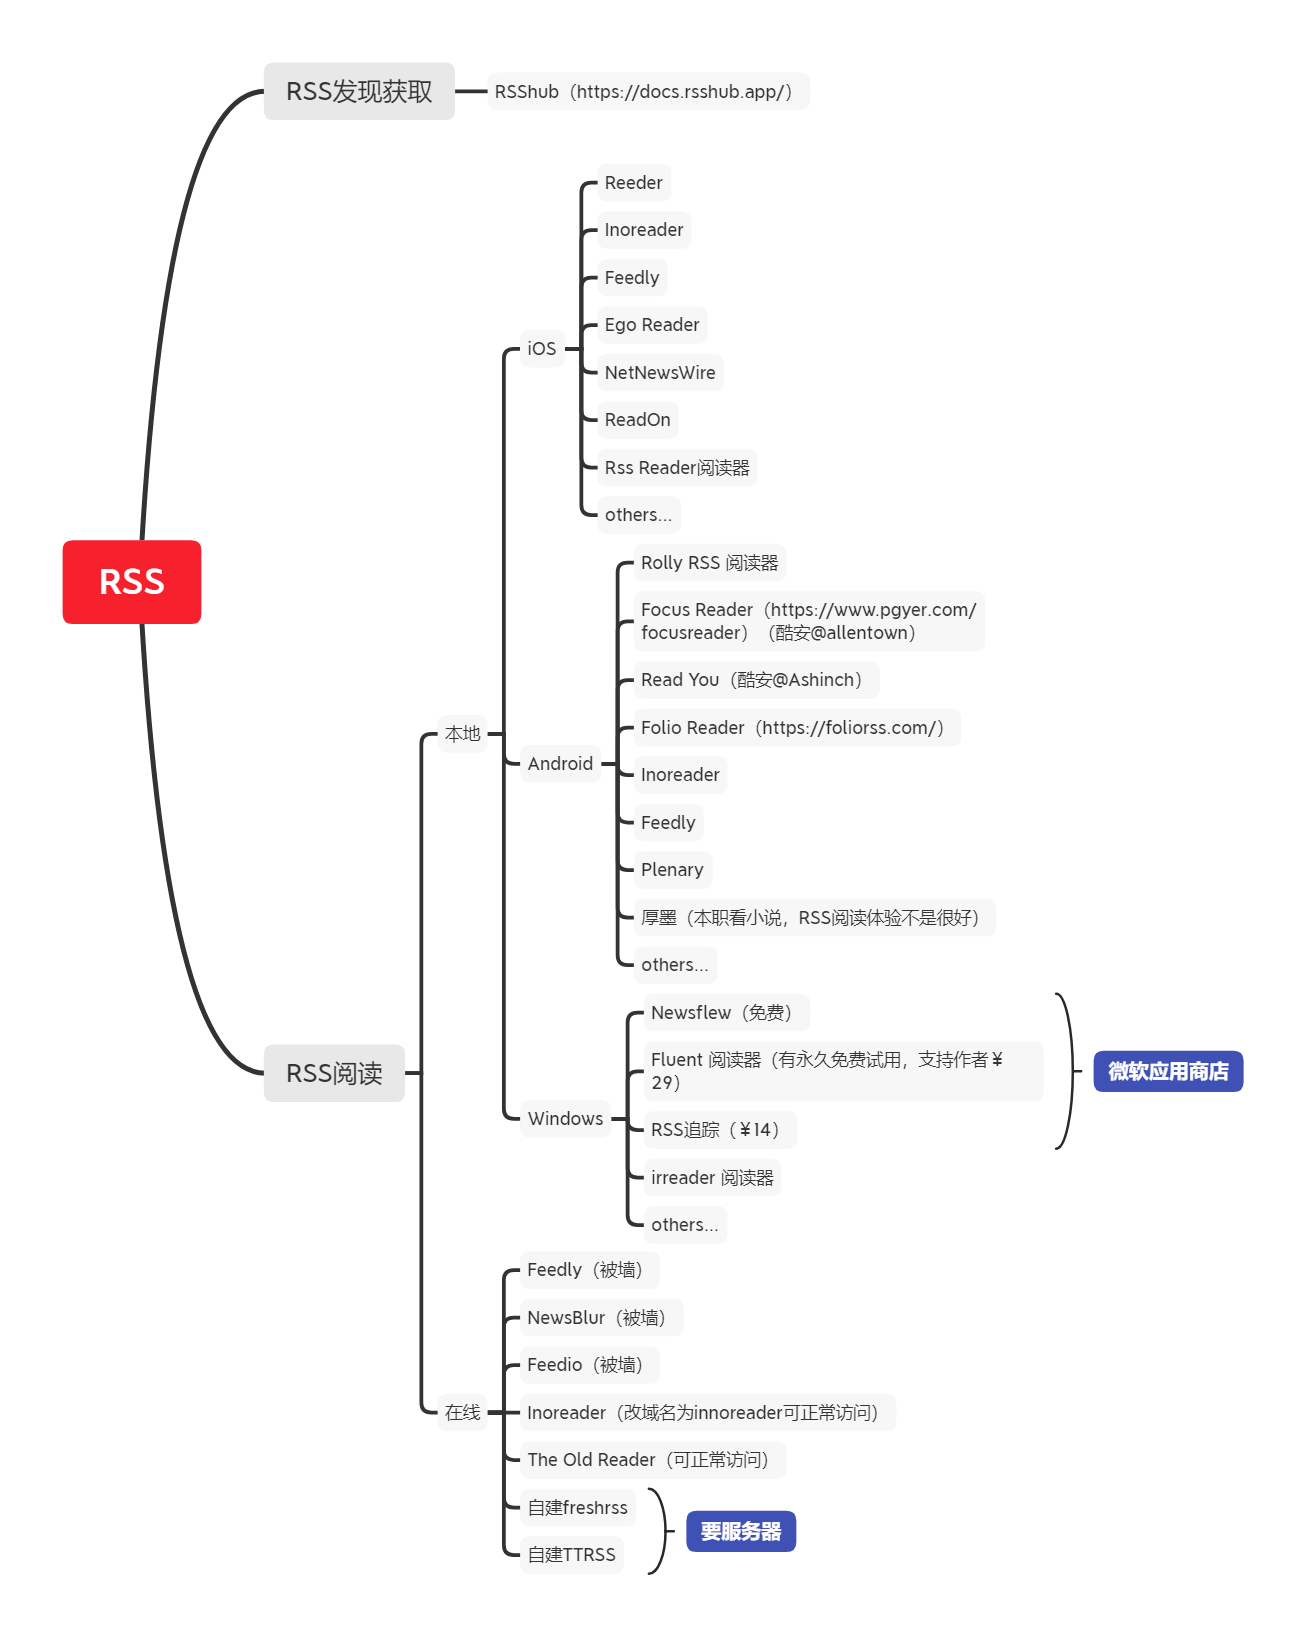 RSS
RSS发现获取
RSShub（https://docs.rsshub.app/）
RSS阅读
本地
iOS
Reeder
Inoreader
Feedly
Ego Reader
NetNewsWire
ReadOn
Rss Reader阅读器
others...
Android
Rolly RSS 阅读器
Focus Reader（https://www.pgyer.com/
focusreader）（酷安@allentown）
Read You（酷安@Ashinch）
Folio Reader（https://foliorss.com/）
Inoreader
Feedly
Plenary
厚墨（本职看小说，RSS阅读体验不是很好）
others...
Windows
Newsflew（免费）
Fluent 阅读器（有永久免费试用，支持作者￥
29）
RSS追踪（￥14）
irreader 阅读器
others...
微软应用商店
在线
Feedly（被墙）
NewsBlur（被墙）
Feedio（被墙）
Inoreader（改域名为innoreader可正常访问）
The Old Reader（可正常访问）
自建freshrss
自建TTRSS
要服务器